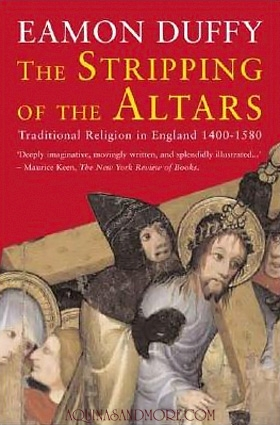 EAMON DUFFY
THE STRIPPING
OF THE ALTARS
Traditional Religion in England 1400-1580
'Deeply imaginative, movingly written, and splendidly illustrated...'
– Maurice Keen, The New York Review of Books.
AQUINASANDMORE.COM